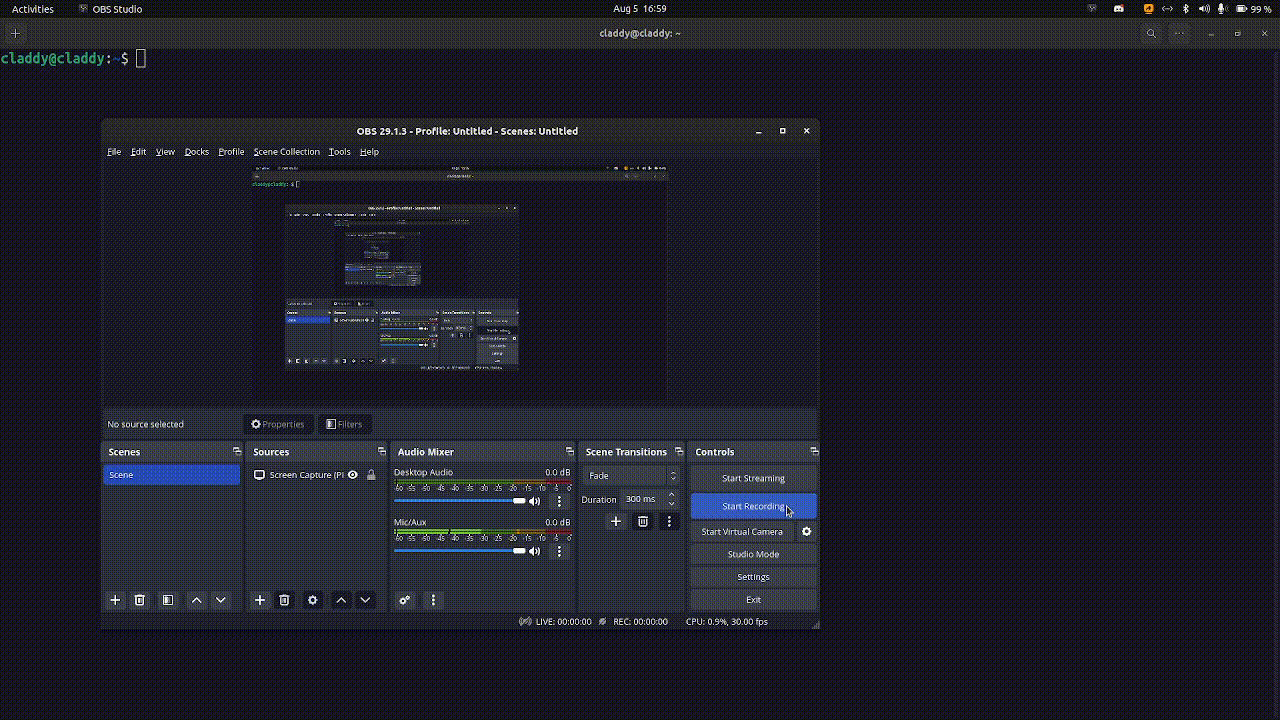 Activities OBS Studio Aug 5 16:59 99 %
claddy@claddy: ~
claddy@claddy:~$
OBS 29.1.3 - Profile: Untitled - Scenes: Untitled
File Edit View Docks Profile Scene Collection Tools Help
No source selected Properties Filters
Scenes Sources Audio Mixer Scene Transitions Controls
Scene
Screen Capture (Pi
Desktop Audio 0.0 dB
-60 -55 -50 -45 -40 -35 -30 -25 -20 -15 -10 -5 0
Mic/Aux 0.0 dB
-60 -55 -50 -45 -40 -35 -30 -25 -20 -15 -10 -5 0
Fade
Duration 300 ms
Start Streaming
Start Recording
Start Virtual Camera
Studio Mode
Settings
Exit
LIVE: 00:00:00 REC: 00:00:00 CPU: 0.9%, 30.00 fps